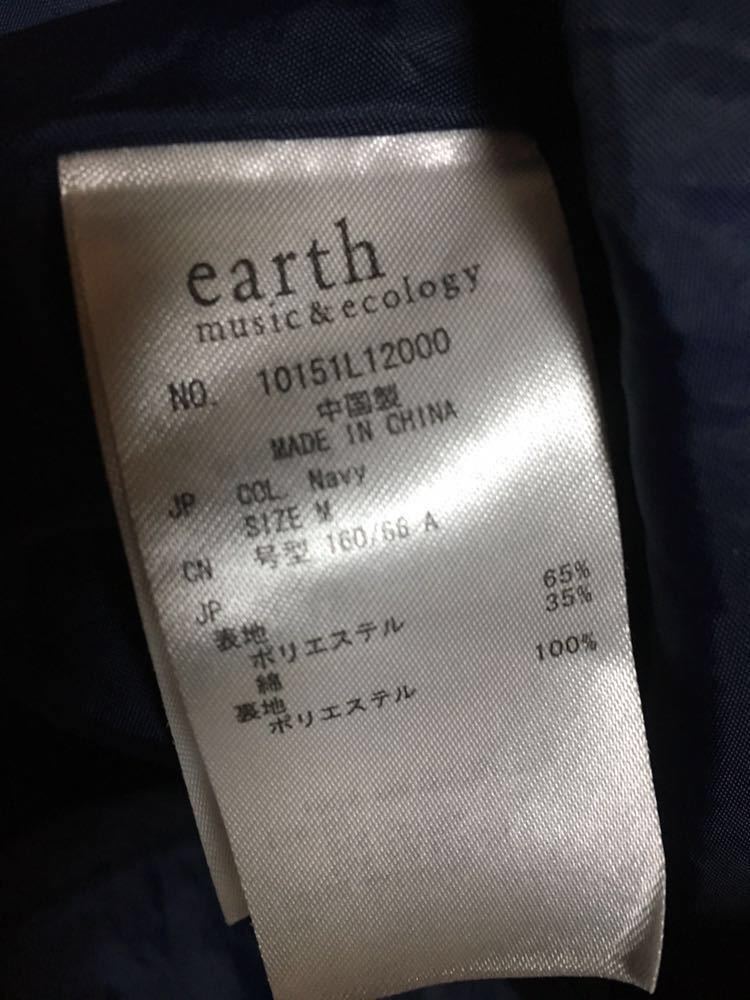 earth
music & ecology
NO. 10151L12000
中国製
MADE IN CHINA
JP COL. Navy
SIZE M
CN 号型 160/66 A
JP
表地
ポリエステル 65%
綿 35%
裏地
ポリエステル 100%